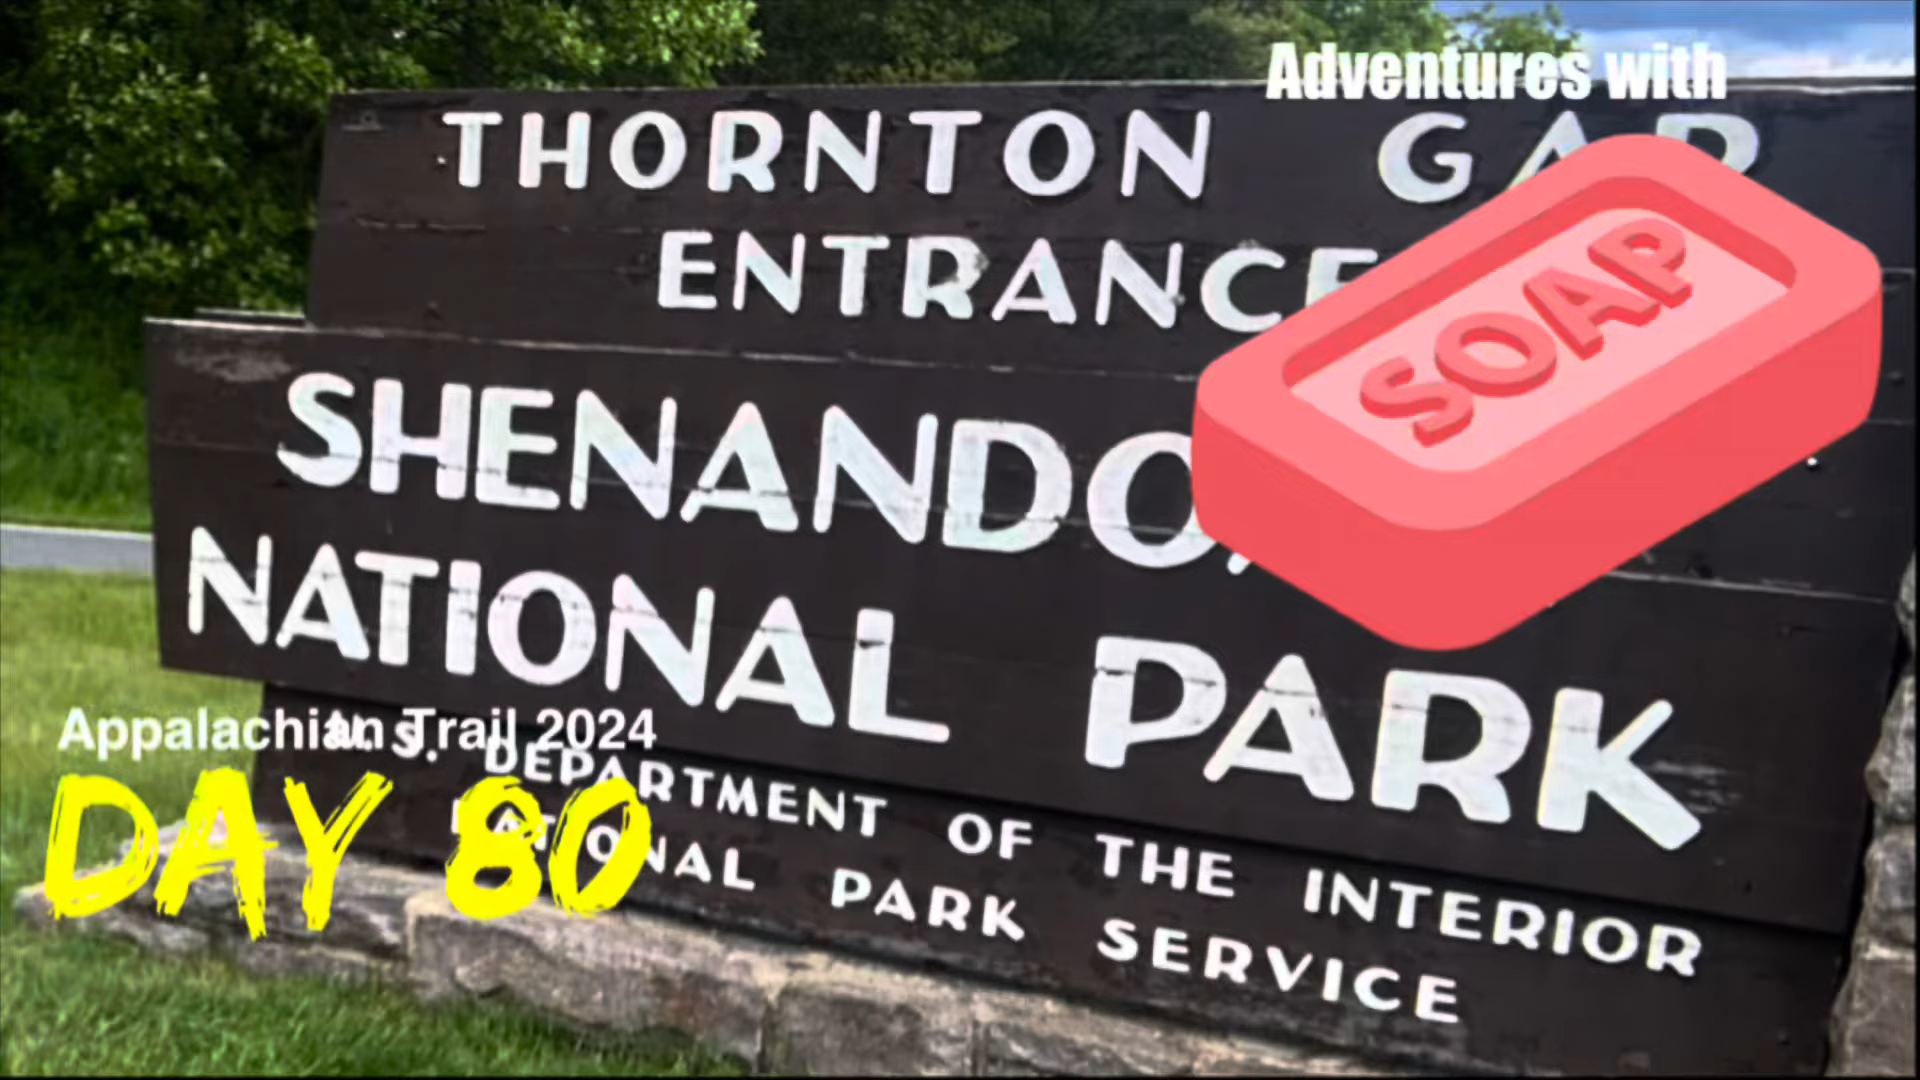 Adventures with
THORNTON GAP
ENTRANCE
SOAP
SHENANDO
NATIONAL PARK
Appalachian Trail 2024
U. S. DEPARTMENT OF THE INTERIOR
DAY 80
NATIONAL PARK SERVICE